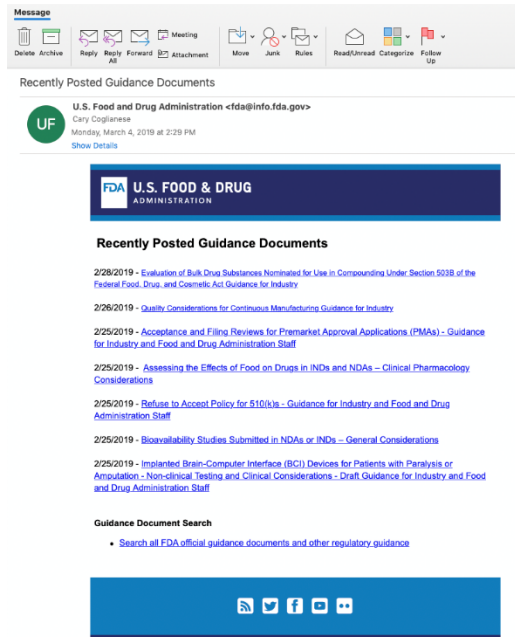 Message
Delete Archive Reply Reply All Forward Meeting Attachment Move Junk Rules Read/Unread Categorize Follow Up
Recently Posted Guidance Documents
UF
U.S. Food and Drug Administration <fda@info.fda.gov>
Cary Coglianese
Monday, March 4, 2019 at 2:29 PM
Show Details
FDA U.S. FOOD & DRUG
ADMINISTRATION
Recently Posted Guidance Documents
2/28/2019 - Evaluation of Bulk Drug Substances Nominated for Use in Compounding Under Section 503B of the
Federal Food, Drug, and Cosmetic Act Guidance for Industry
2/26/2019 - Quality Considerations for Continuous Manufacturing Guidance for Industry
2/25/2019 - Acceptance and Filing Reviews for Premarket Approval Applications (PMAs) - Guidance
for Industry and Food and Drug Administration Staff
2/25/2019 - Assessing the Effects of Food on Drugs in INDs and NDAs – Clinical Pharmacology
Considerations
2/25/2019 - Refuse to Accept Policy for 510(k)s - Guidance for Industry and Food and Drug
Administration Staff
2/25/2019 - Bioavailability Studies Submitted in NDAs or INDs – General Considerations
2/25/2019 - Implanted Brain-Computer Interface (BCI) Devices for Patients with Paralysis or
Amputation - Non-clinical Testing and Clinical Considerations - Draft Guidance for Industry and Food
and Drug Administration Staff
Guidance Document Search
• Search all FDA official guidance documents and other regulatory guidance